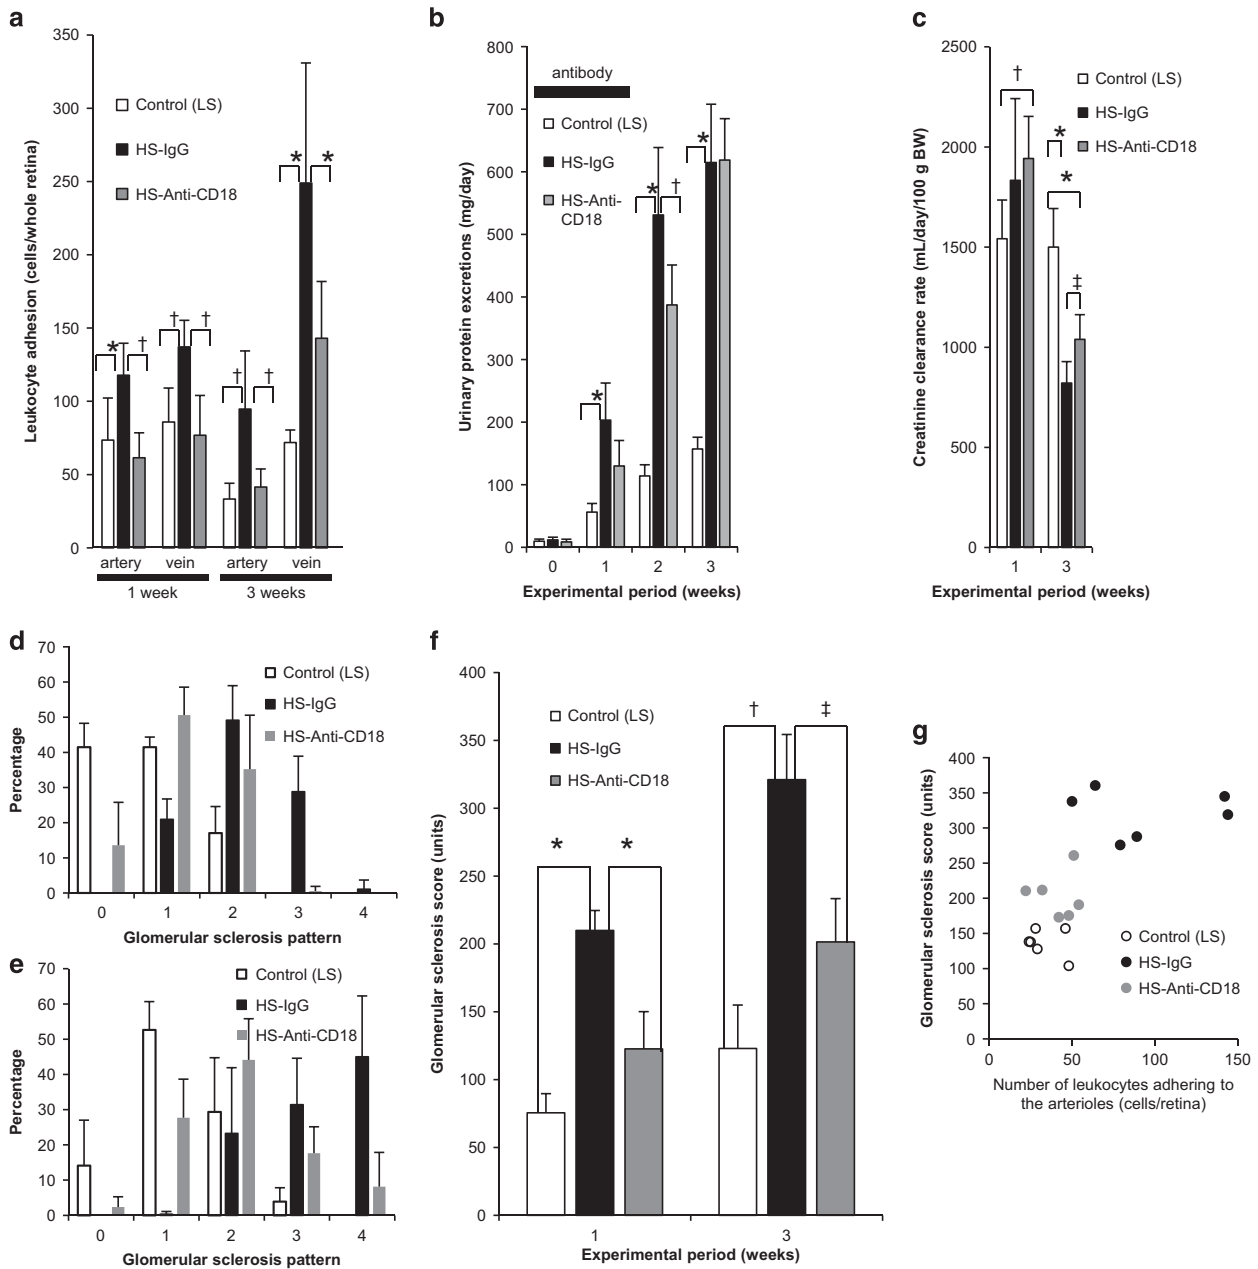 a
350
300
250
200
150
100
50
0
Leukocyte adhesion (cells/whole retina)
Control (LS)
HS-IgG
HS-Anti-CD18
* † † † † † * *
artery vein artery vein
1 week 3 weeks
b
800
700
600
500
400
300
200
100
0
Urinary protein excretions (mg/day)
antibody
Control (LS)
HS-IgG
HS-Anti-
CD18
* * † *
0 1 2 3
Experimental period (weeks)
c
2500
2000
1500
1000
500
0
Creatinine clearance rate (mL/day/100 g BW)
Control (LS)
HS-IgG
HS-Anti-CD18
†
*
*
‡
1 3
Experimental period (weeks)
d
70
60
50
40
30
20
10
0
Percentage
Control (LS)
HS-IgG
HS-Anti-CD18
0 1 2 3 4
Glomerular sclerosis pattern
e
70
60
50
40
30
20
10
0
Percentage
Control (LS)
HS-IgG
HS-Anti-CD18
0 1 2 3 4
Glomerular sclerosis pattern
f
400
350
300
250
200
150
100
50
0
Glomerular sclerosis score (units)
Control (LS)
HS-IgG
HS-Anti-CD18
* * † ‡
1 3
Experimental period (weeks)
g
400
350
300
250
200
150
100
50
0
Glomerular sclerosis score (units)
Control (LS)
HS-IgG
HS-Anti-CD18
0 50 100 150
Number of leukocytes adhering to
the arterioles (cells/retina)